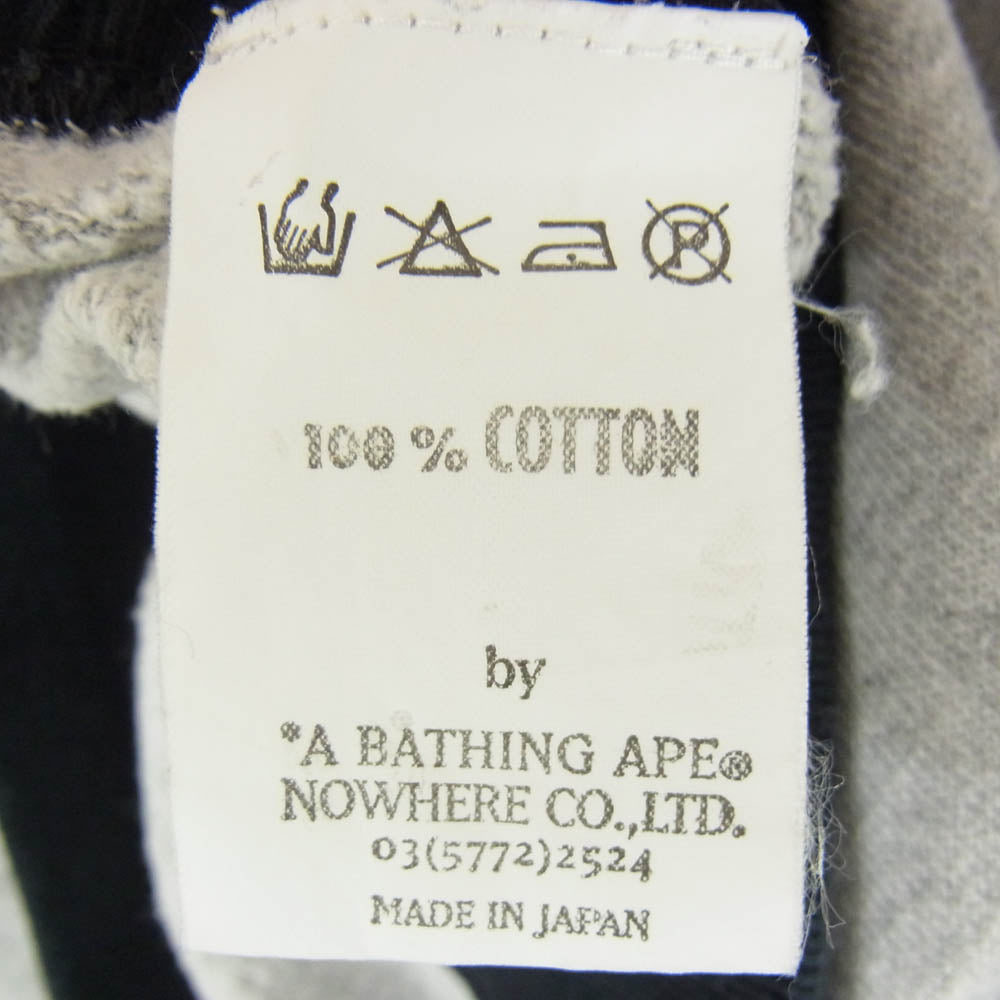 P
100% COTTON
by
*A BATHING APE®
NOWHERE CO.,LTD.
03(5772)2524
MADE IN JAPAN